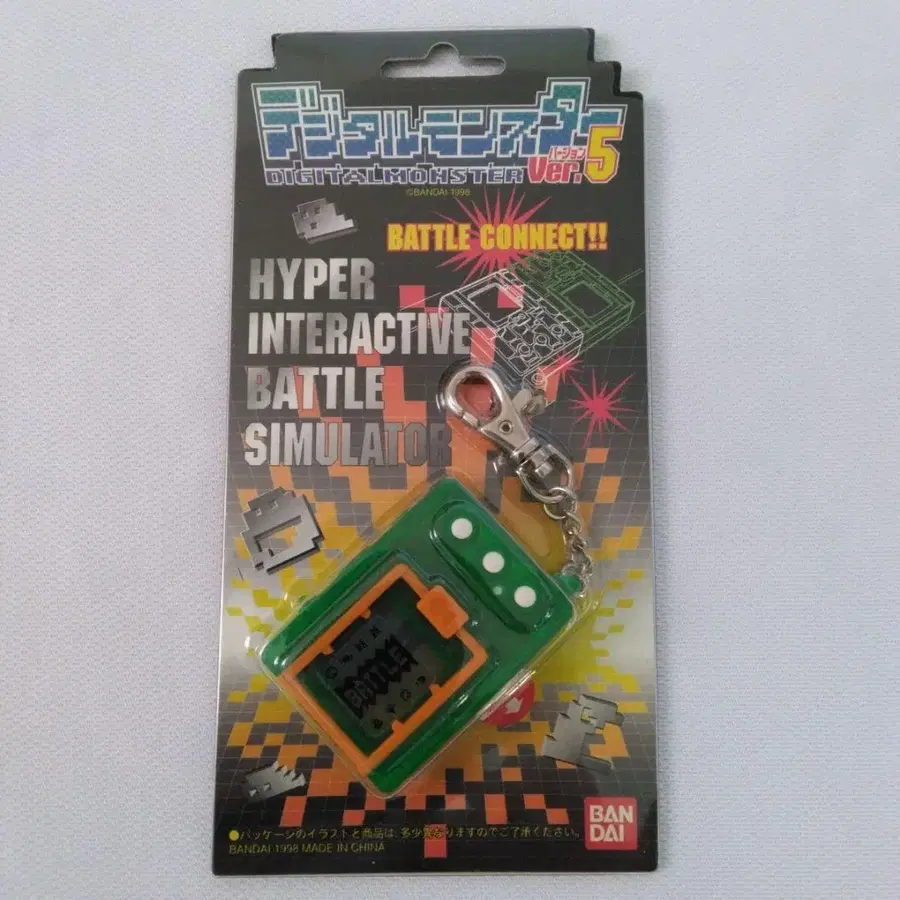 デジタルモンスター
DIGITALMONSTER
バージョン
Ver.5
©BANDAI 1998
BATTLE CONNECT!!
HYPER
INTERACTIVE
BATTLE
SIMULATOR
BATTLE!
●パッケージのイラストと商品は、多少異なりますのでご了承ください。
BANDAI 1998 MADE IN CHINA
BAN
DAI